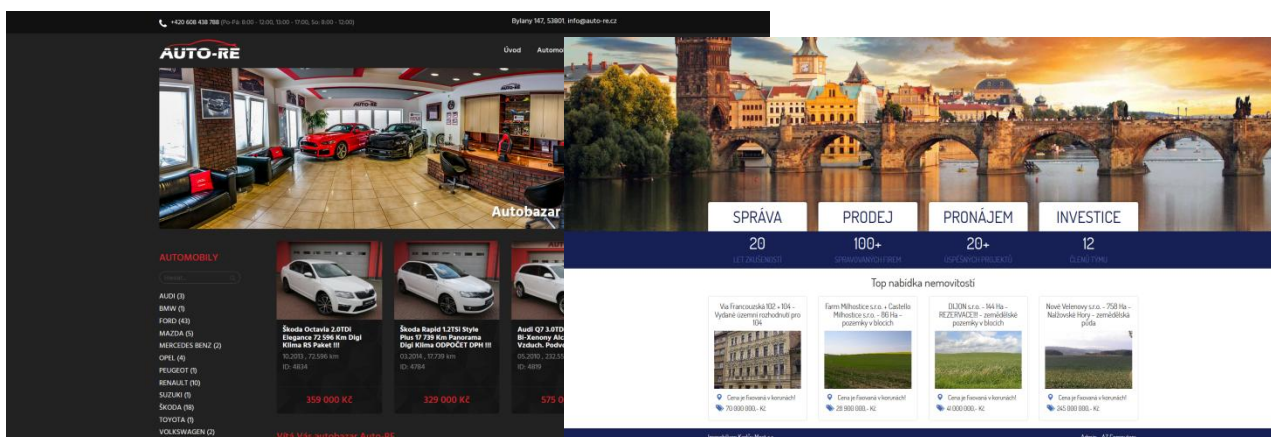 +420 608 438 788 (Po-Pá: 8:00 - 12:00, 13:00 - 17:00, So: 8:00 - 12:00)
Bylany 147, 53801, info@auto-re.cz
AUTO-RE
Úvod
Autobazar
AUTOMOBILY
AUDI (3)
BMW (1)
FORD (43)
MAZDA (5)
MERCEDES BENZ (2)
OPEL (4)
PEUGEOT (1)
RENAULT (10)
SUZUKI (1)
ŠKODA (18)
TOYOTA (1)
VOLKSWAGEN (2)
Škoda Octavia 2.0TDi
Elegance 72 596 Km Digi
Klima RS Paket !!!
10.2013 , 72.596 km
ID: 4834
359 000 Kč
Škoda Rapid 1.2TSI Style
Plus 17 739 km Panorama
Digi Klima ODPOČET DPH !!!
03.2014 , 17.739 km
ID: 4784
329 000 Kč
Audi Q7 3.0TD
Bi-Xenony Alc
Vzduch. Podv
05.2010 , 232.55
ID: 4819
575 0
Vítá Vás autobazar Auto-RE
SPRÁVA
PRODEJ
PRONÁJEM
INVESTICE
20
LET ZKUŠENOSTÍ
100+
SPRAVOVANÝCH FIREM
20+
ÚSPĚŠNÝCH PROJEKTŮ
12
ČLENŮ TÝMU
Top nabídka nemovitostí
Via Francouzská 102 + 104 -
Vydané územní rozhodnutí pro
104
Cena je fixovaná v korunách!
70 000 000,- Kč
Farm Milhostice s.r.o. + Castello
Milhostice s.r.o. - 86 Ha -
pozemky v blocích
Cena je fixovaná v korunách!
28 900 000,- Kč
DIJON s.r.o. - 144 Ha -
REZERVACE!!! - zemědělské
pozemky v blocích
Cena je fixovaná v korunách!
41 000 000,- Kč
Nové Velenovy s.r.o. - 758 Ha -
Nalžovské Hory - zemědělská
půda
Cena je fixovaná v korunách!
245 000 000,- Kč